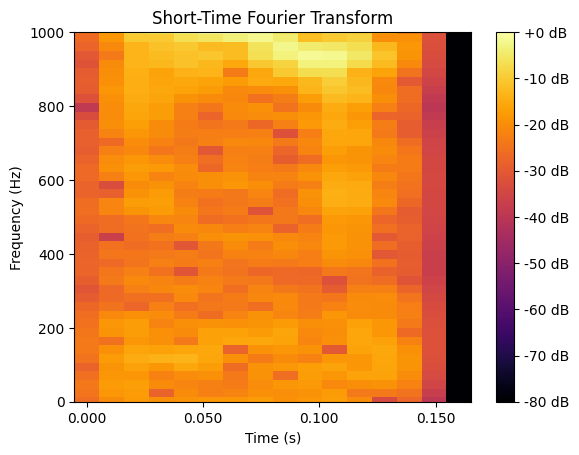 Short-Time Fourier Transform
1000
800
600
400
200
0
Frequency (Hz)
0.000
0.050
0.100
0.150
Time (s)
+0 dB
-10 dB
-20 dB
-30 dB
-40 dB
-50 dB
-60 dB
-70 dB
-80 dB